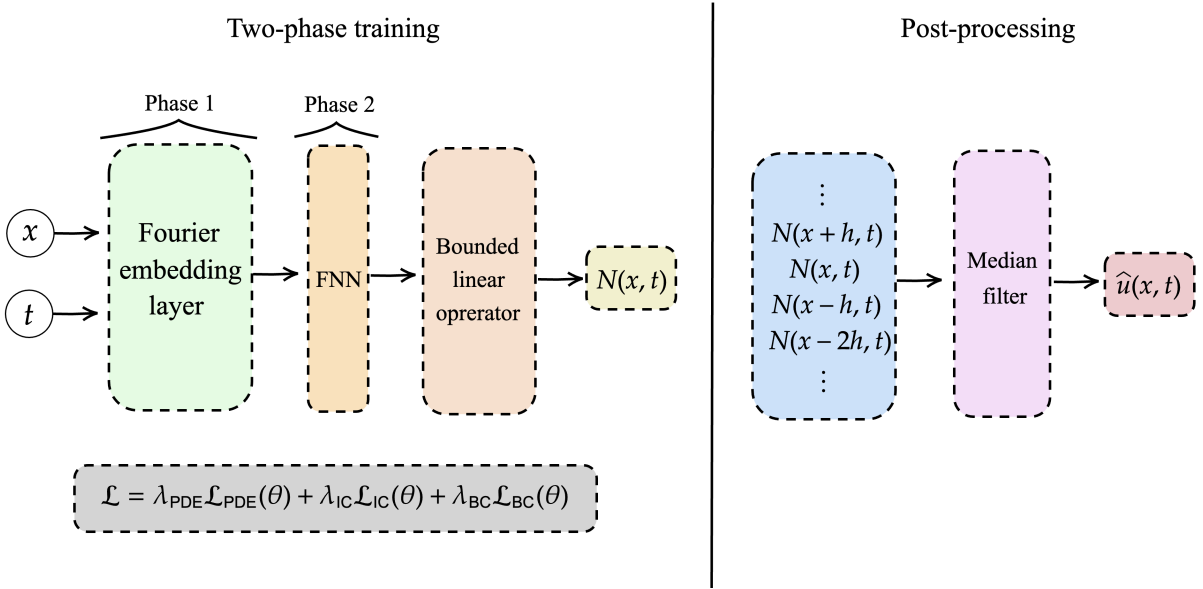 Two-phase training
Phase 1
Phase 2
x
t
Fourier
embedding
layer
FNN
Bounded
linear
oprerator
N(x, t)
ℒ = λ_PDE ℒ_PDE(θ) + λ_IC ℒ_IC(θ) + λ_BC ℒ_BC(θ)
Post-processing
⋮
N(x + h, t)
N(x, t)
N(x − h, t)
N(x − 2h, t)
⋮
Median
filter
û(x, t)